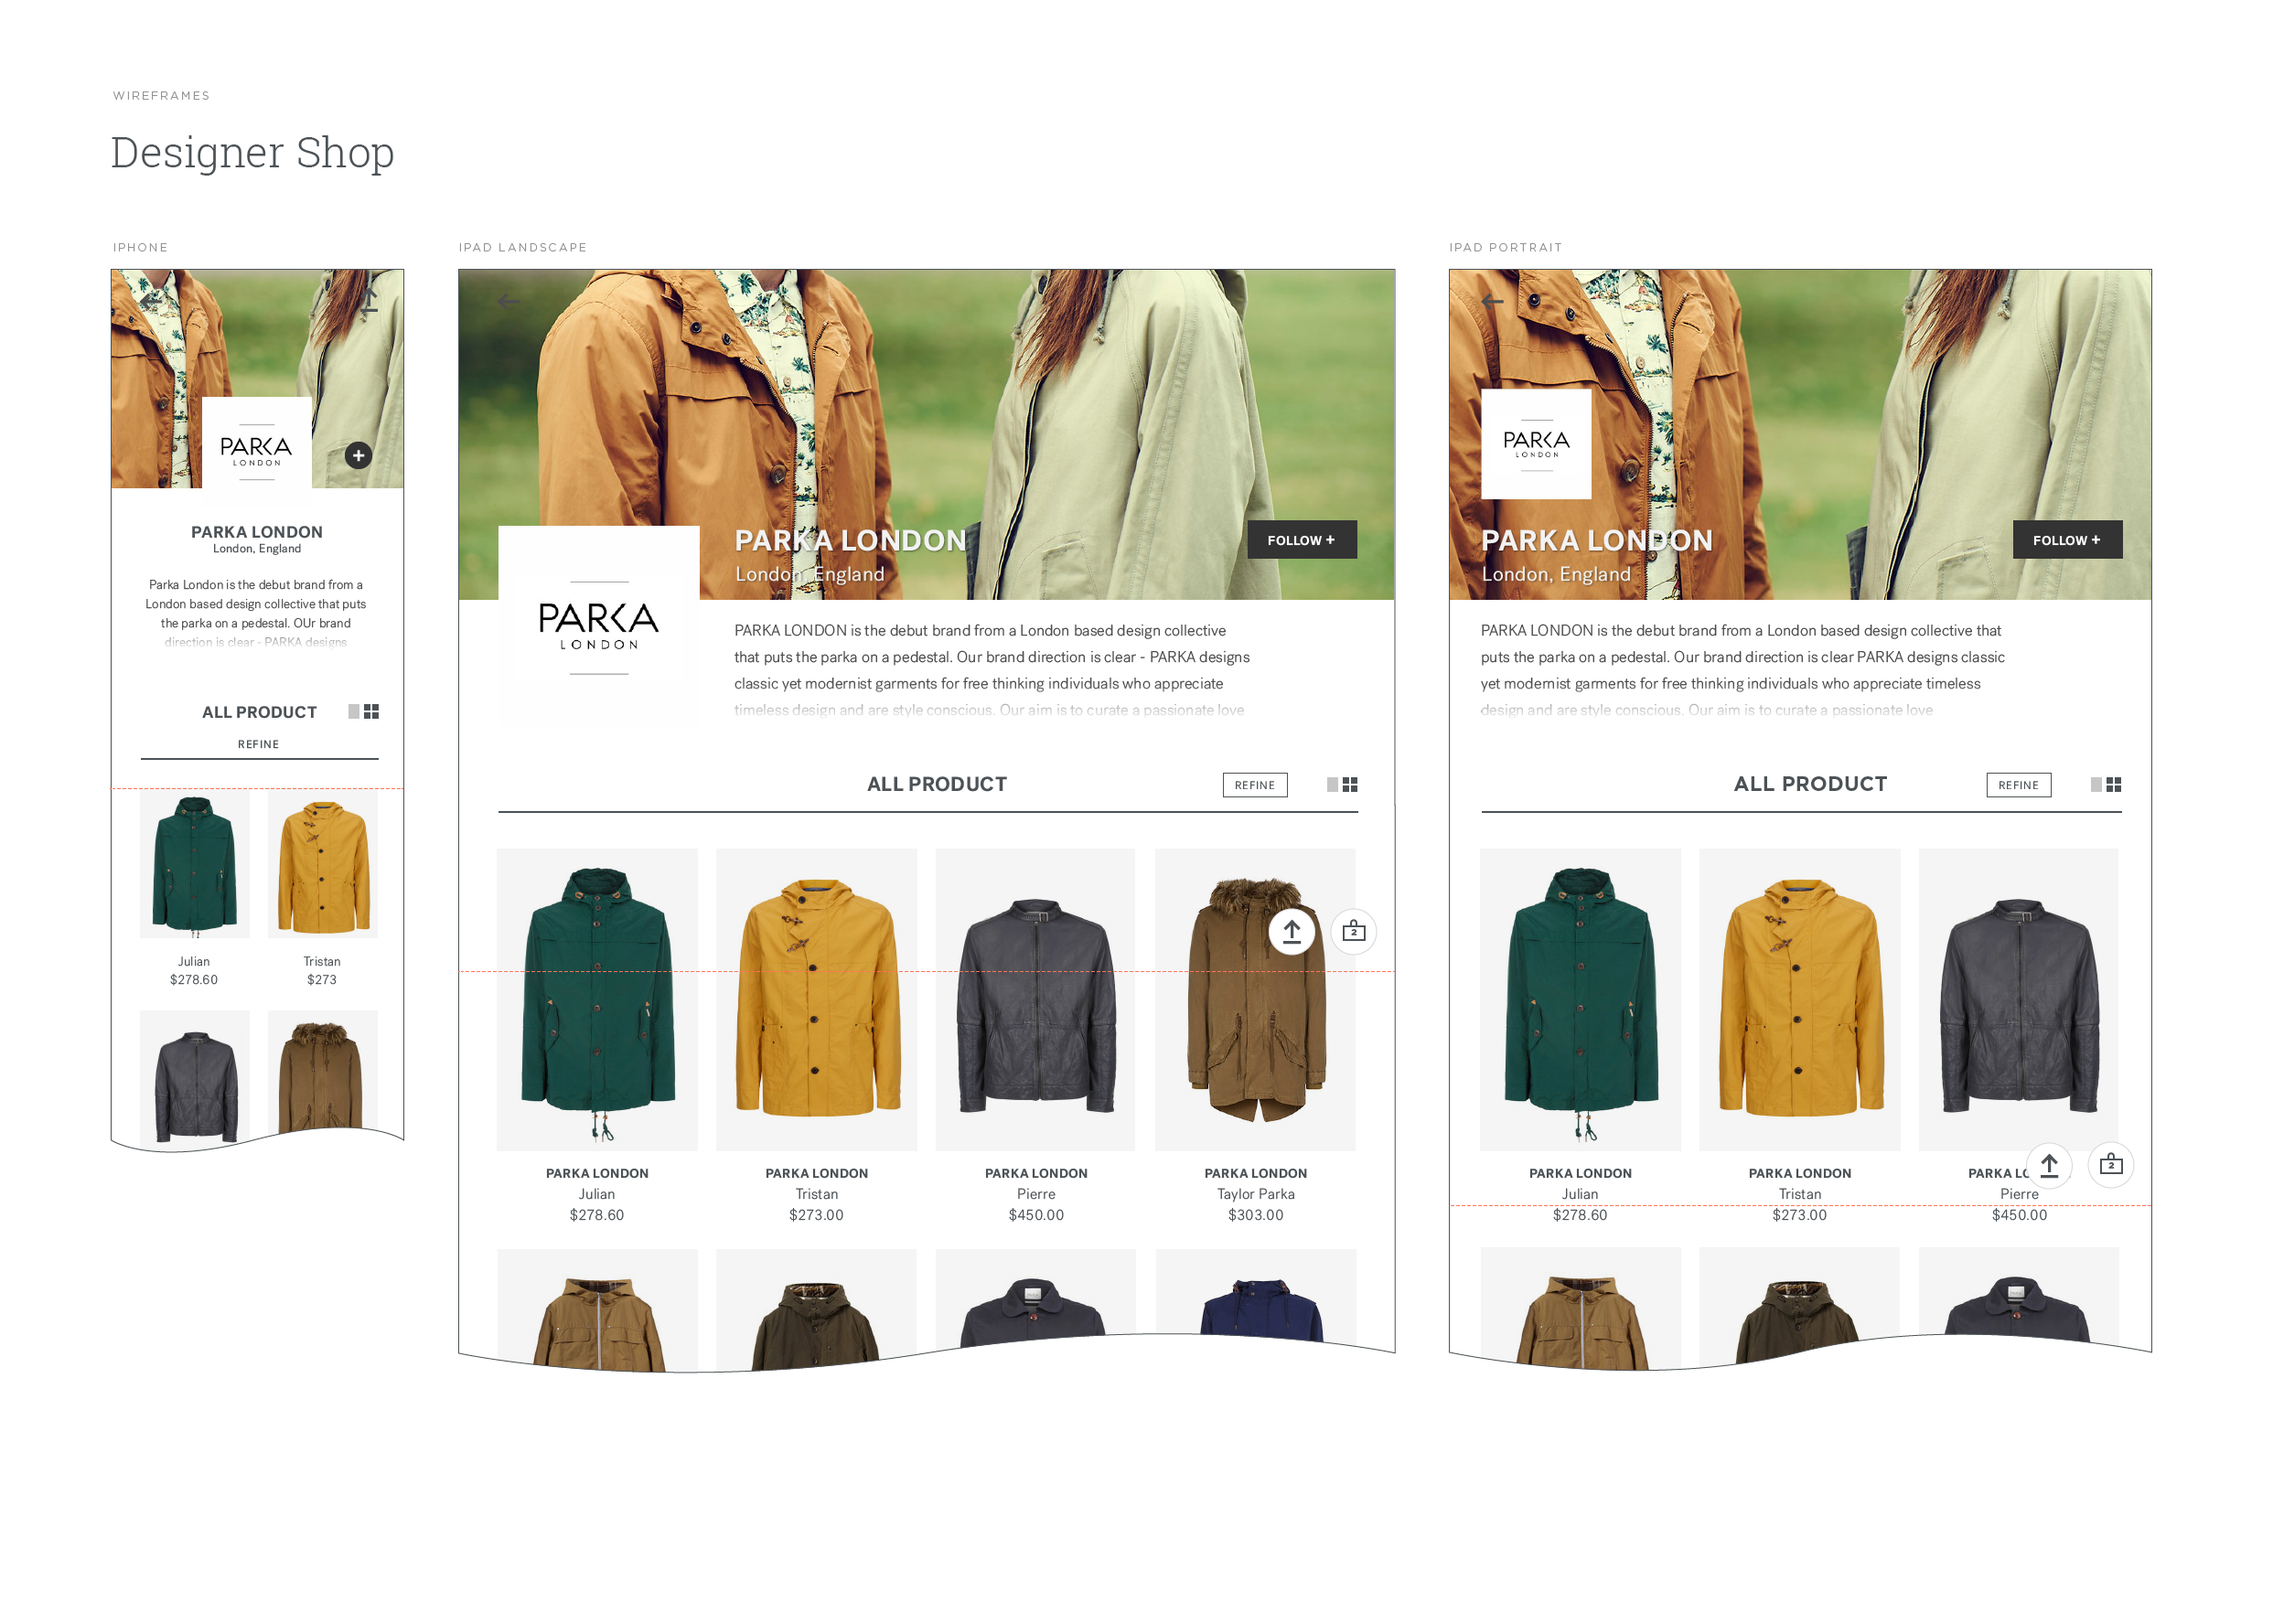 WIREFRAMES
Designer Shop
IPHONE
PARKA
LONDON
PARKA LONDON
London, England
Parka London is the debut brand from a
London based design collective that puts
the parka on a pedestal. OUr brand
direction is clear - PARKA designs
ALL PRODUCT
REFINE
Julian
$278.60
Tristan
$273
IPAD LANDSCAPE
PARKA LONDON
London, England
FOLLOW +
PARKA
LONDON
PARKA LONDON is the debut brand from a London based design collective
that puts the parka on a pedestal. Our brand direction is clear - PARKA designs
classic yet modernist garments for free thinking individuals who appreciate
timeless design and are style conscious. Our aim is to curate a passionate love
ALL PRODUCT
REFINE
2
PARKA LONDON
Julian
$278.60
PARKA LONDON
Tristan
$273.00
PARKA LONDON
Pierre
$450.00
PARKA LONDON
Taylor Parka
$303.00
IPAD PORTRAIT
PARKA
LONDON
PARKA LONDON
London, England
FOLLOW +
PARKA LONDON is the debut brand from a London based design collective that
puts the parka on a pedestal. Our brand direction is clear PARKA designs classic
yet modernist garments for free thinking individuals who appreciate timeless
design and are style conscious. Our aim is to curate a passionate love
ALL PRODUCT
REFINE
PARKA LONDON
Julian
$278.60
PARKA LONDON
Tristan
$273.00
PARKA
Pierre
$450.00
2